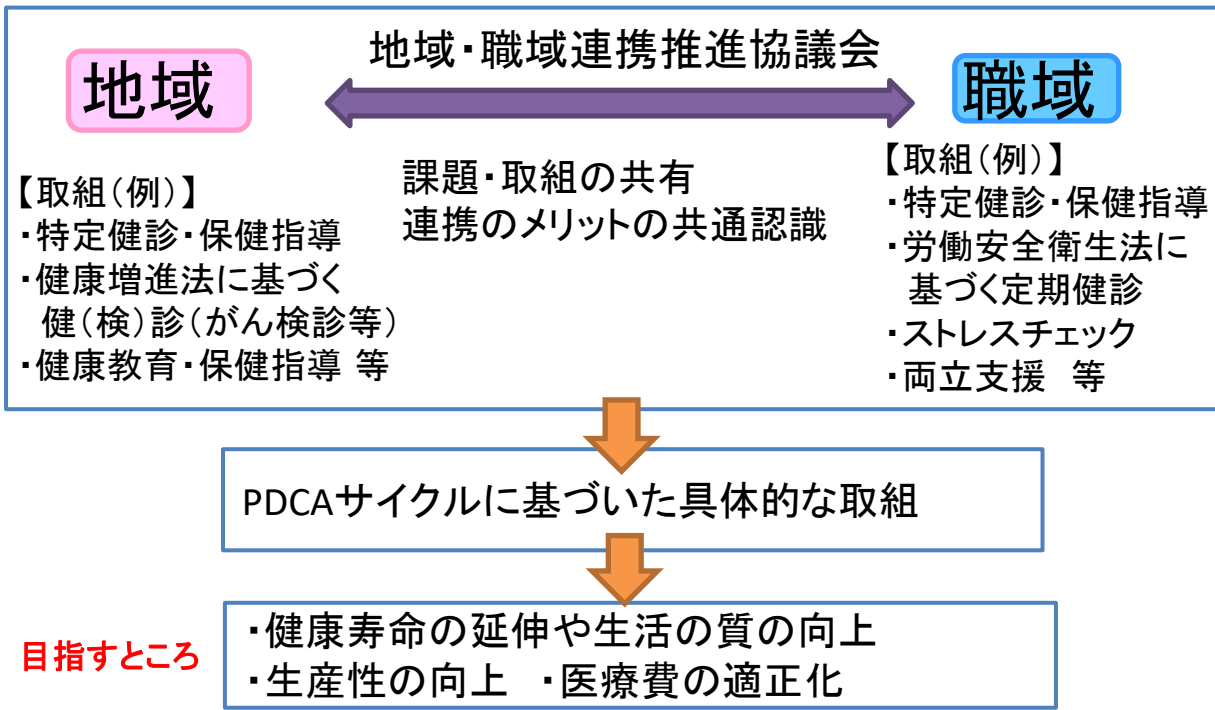 地域・職域連携推進協議会
地域
【取組(例)】
・特定健診・保健指導
・健康増進法に基づく
健(検)診(がん検診等)
・健康教育・保健指導 等
課題・取組の共有
連携のメリットの共通認識
職域
【取組(例)】
・特定健診・保健指導
・労働安全衛生法に
基づく定期健診
・ストレスチェック
・両立支援 等
PDCAサイクルに基づいた具体的な取組
目指すところ
・健康寿命の延伸や生活の質の向上
・生産性の向上 ・医療費の適正化